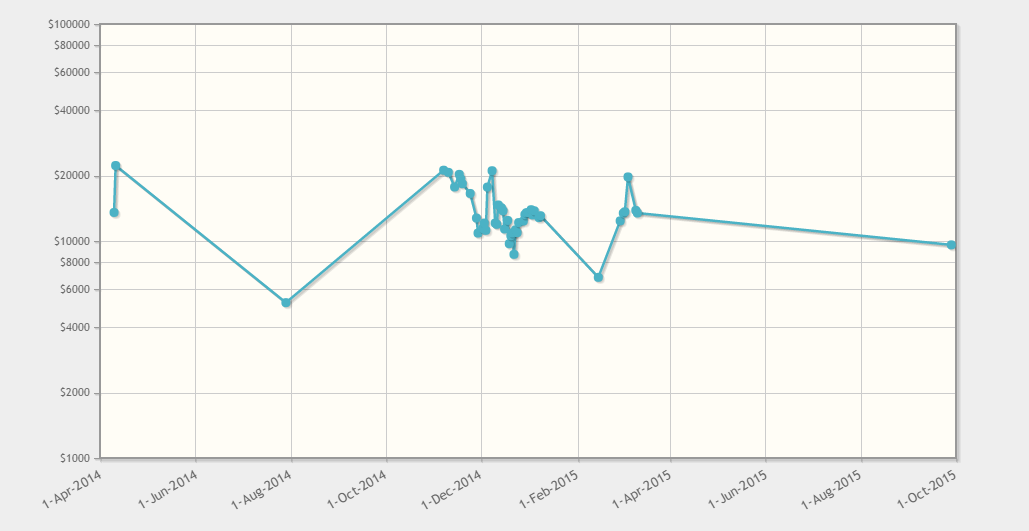 $100000
$80000
$60000
$40000
$20000
$10000
$8000
$6000
$4000
$2000
$1000
1-Apr-2014
1-Jun-2014
1-Aug-2014
1-Oct-2014
1-Dec-2014
1-Feb-2015
1-Apr-2015
1-Jun-2015
1-Aug-2015
1-Oct-2015